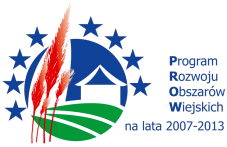 Program
Rozwoju
Obszarów
Wiejskich
na lata 2007-2013